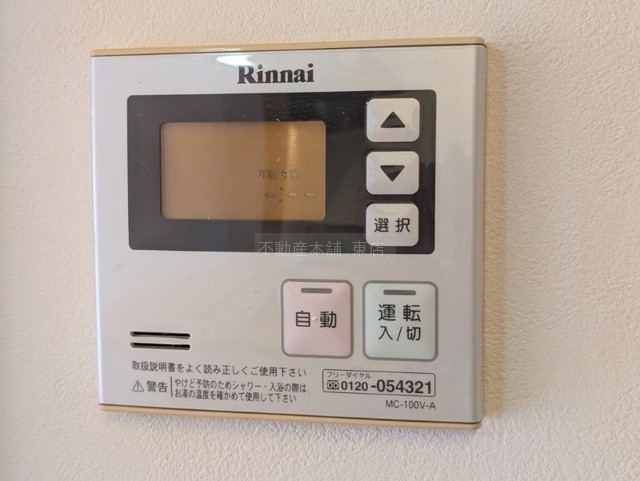 Rinnai
▲
▼
選択
不動産本舗 東店
自動
運転
入/切
取扱説明書をよく読み正しくご使用下さい
⚠警告 やけど予防のためシャワー・入浴の際は
お湯の温度を確かめて使用して下さい
フリーダイヤル
0120-054321
MC-100V-A